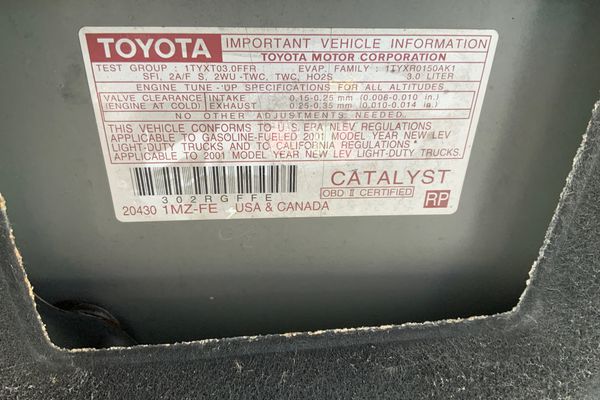 TOYOTA IMPORTANT VEHICLE INFORMATION
TOYOTA MOTOR CORPORATION
TEST GROUP : 1TYXT03.0FFR EVAP. FAMILY : 1TYXR0150AK1
SFI, 2A/F S, 2WU-TWC, TWC, HO2S 3.0 LITER
ENGINE TUNE-UP SPECIFICATIONS FOR ALL ALTITUDES
VALVE CLEARANCE INTAKE 0.15-0.25 mm (0.006-0.010 in.)
(ENGINE AT COLD) EXHAUST 0.25-0.35 mm (0.010-0.014 in.)
NO OTHER ADJUSTMENTS NEEDED.
THIS VEHICLE CONFORMS TO U.S. EPA NLEV REGULATIONS
APPLICABLE TO GASOLINE-FUELED 2001 MODEL YEAR NEW LEV
LIGHT-DUTY TRUCKS AND TO CALIFORNIA REGULATIONS
APPLICABLE TO 2001 MODEL YEAR NEW LEV LIGHT-DUTY TRUCKS.
302RGFFE
CATALYST
OBD II CERTIFIED
RP
20430 1MZ-FE USA & CANADA